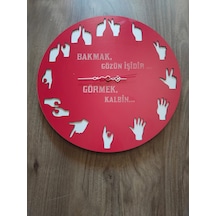 BAKMAK,
GÖZÜN İŞİDİR...
GÖRMEK,
KALBİN...